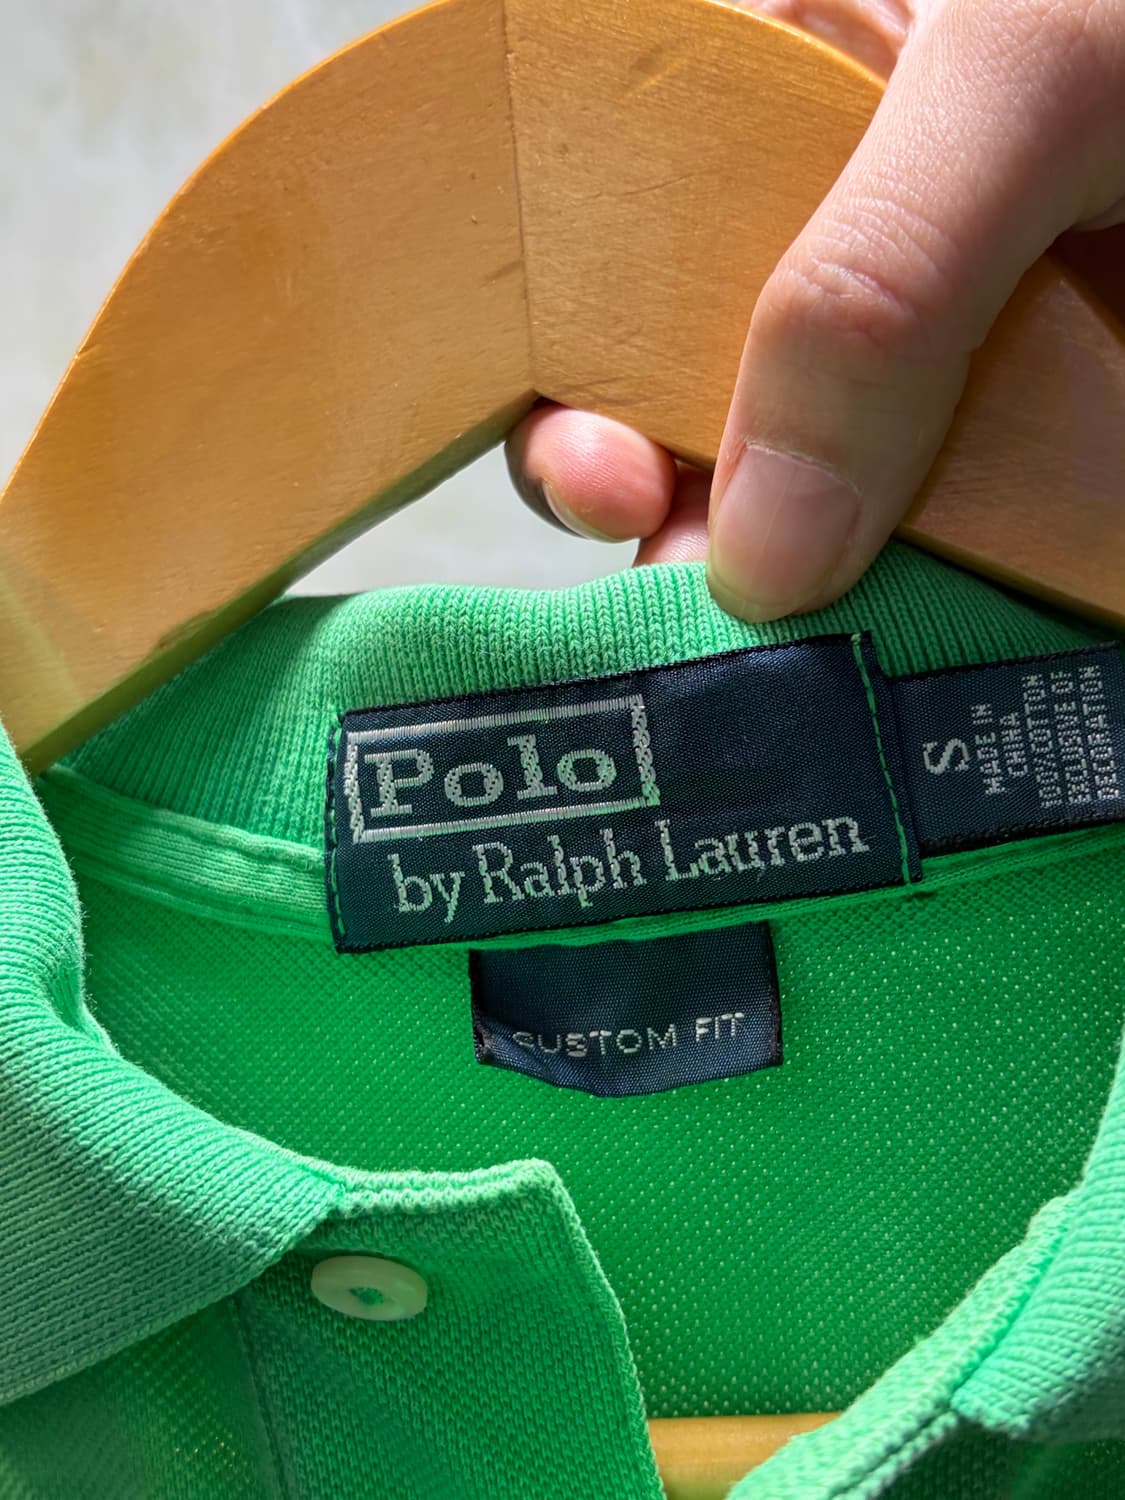 Polo
by Ralph Lauren
S
MADE IN
CHINA
100% COTTON
EXCLUSIVE OF
DECORATION
CUSTOM FIT